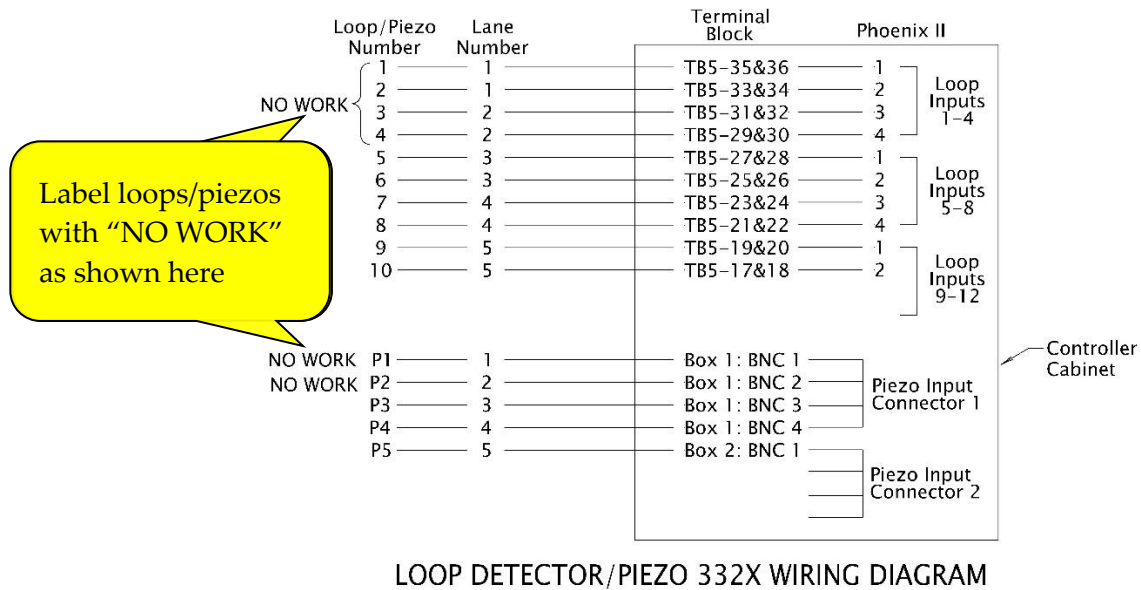 Loop/Piezo Number Lane Number Terminal Block Phoenix II
1 1 TB5-35&36 1
2 1 TB5-33&34 2
NO WORK
3 2 TB5-31&32 3
4 2 TB5-29&30 4
Loop Inputs 1-4
5 3 TB5-27&28 1
6 3 TB5-25&26 2
7 4 TB5-23&24 3
8 4 TB5-21&22 4
Loop Inputs 5-8
9 5 TB5-19&20 1
10 5 TB5-17&18 2
Loop Inputs 9-12
Label loops/piezos
with “NO WORK”
as shown here
NO WORK P1 1 Box 1: BNC 1
NO WORK P2 2 Box 1: BNC 2
P3 3 Box 1: BNC 3
P4 4 Box 1: BNC 4
Piezo Input
Connector 1
P5 5 Box 2: BNC 1
Piezo Input
Connector 2
Controller
Cabinet
LOOP DETECTOR/PIEZO 332X WIRING DIAGRAM